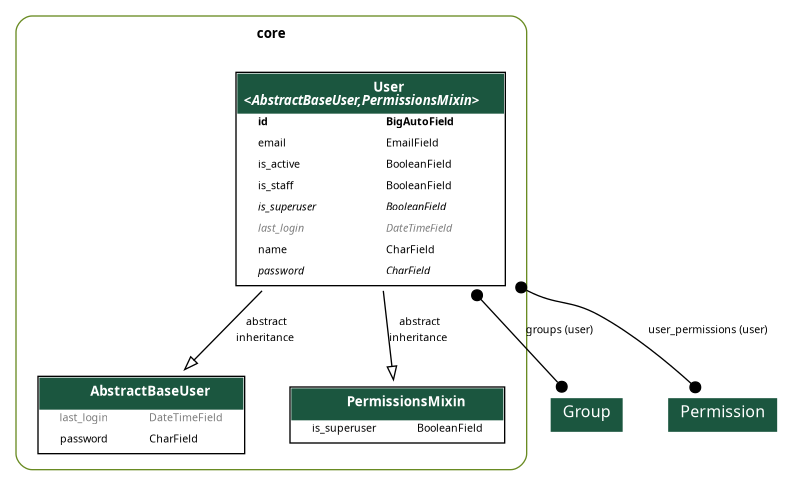 core
User
<AbstractBaseUser,PermissionsMixin>
id BigAutoField
email EmailField
is_active BooleanField
is_staff BooleanField
is_superuser BooleanField
last_login DateTimeField
name CharField
password CharField
abstract
inheritance
abstract
inheritance
groups (user)
user_permissions (user)
AbstractBaseUser
last_login DateTimeField
password CharField
PermissionsMixin
is_superuser BooleanField
Group
Permission